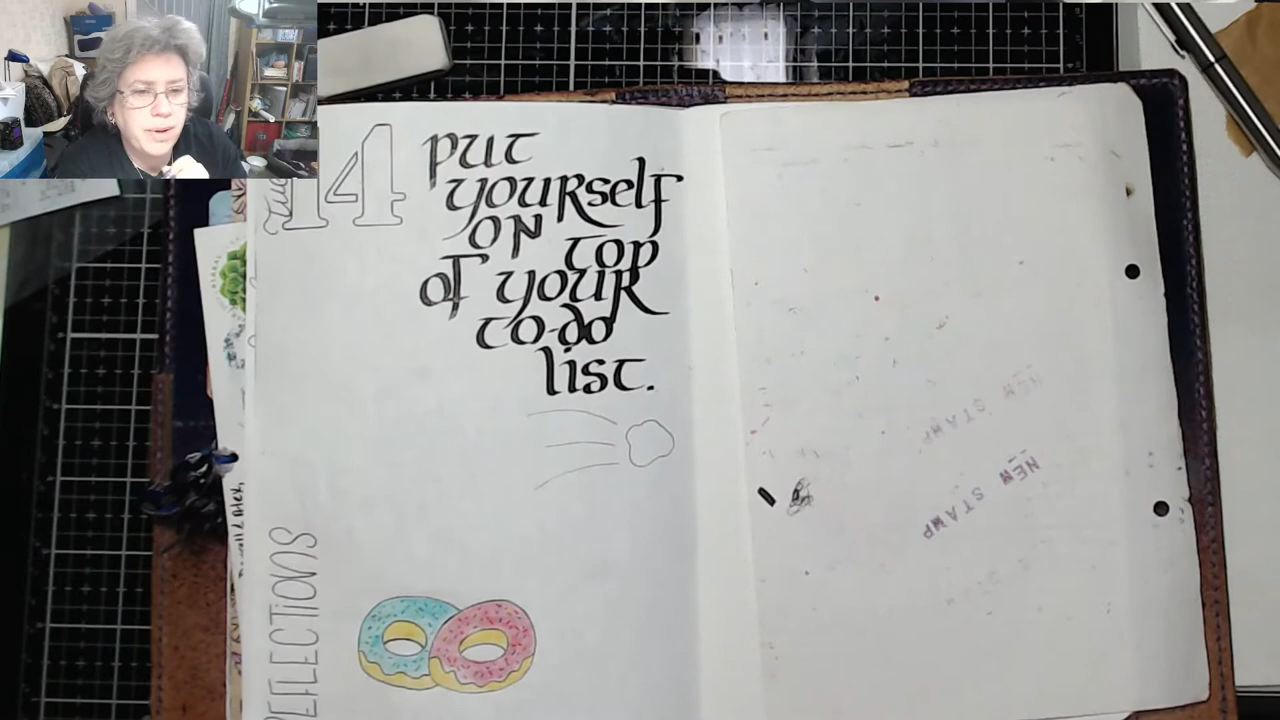 14
put
yourself
on top
of your
to-do
list.
REFLECTIONS
NEW STAMP
NEW STAMP